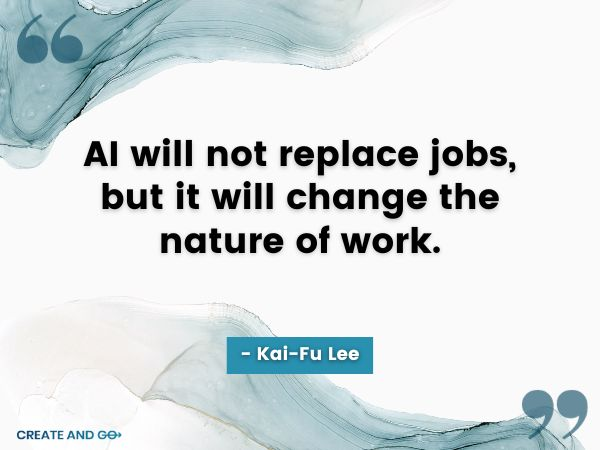 AI will not replace jobs,
but it will change the
nature of work.
- Kai-Fu Lee
CREATE AND GO